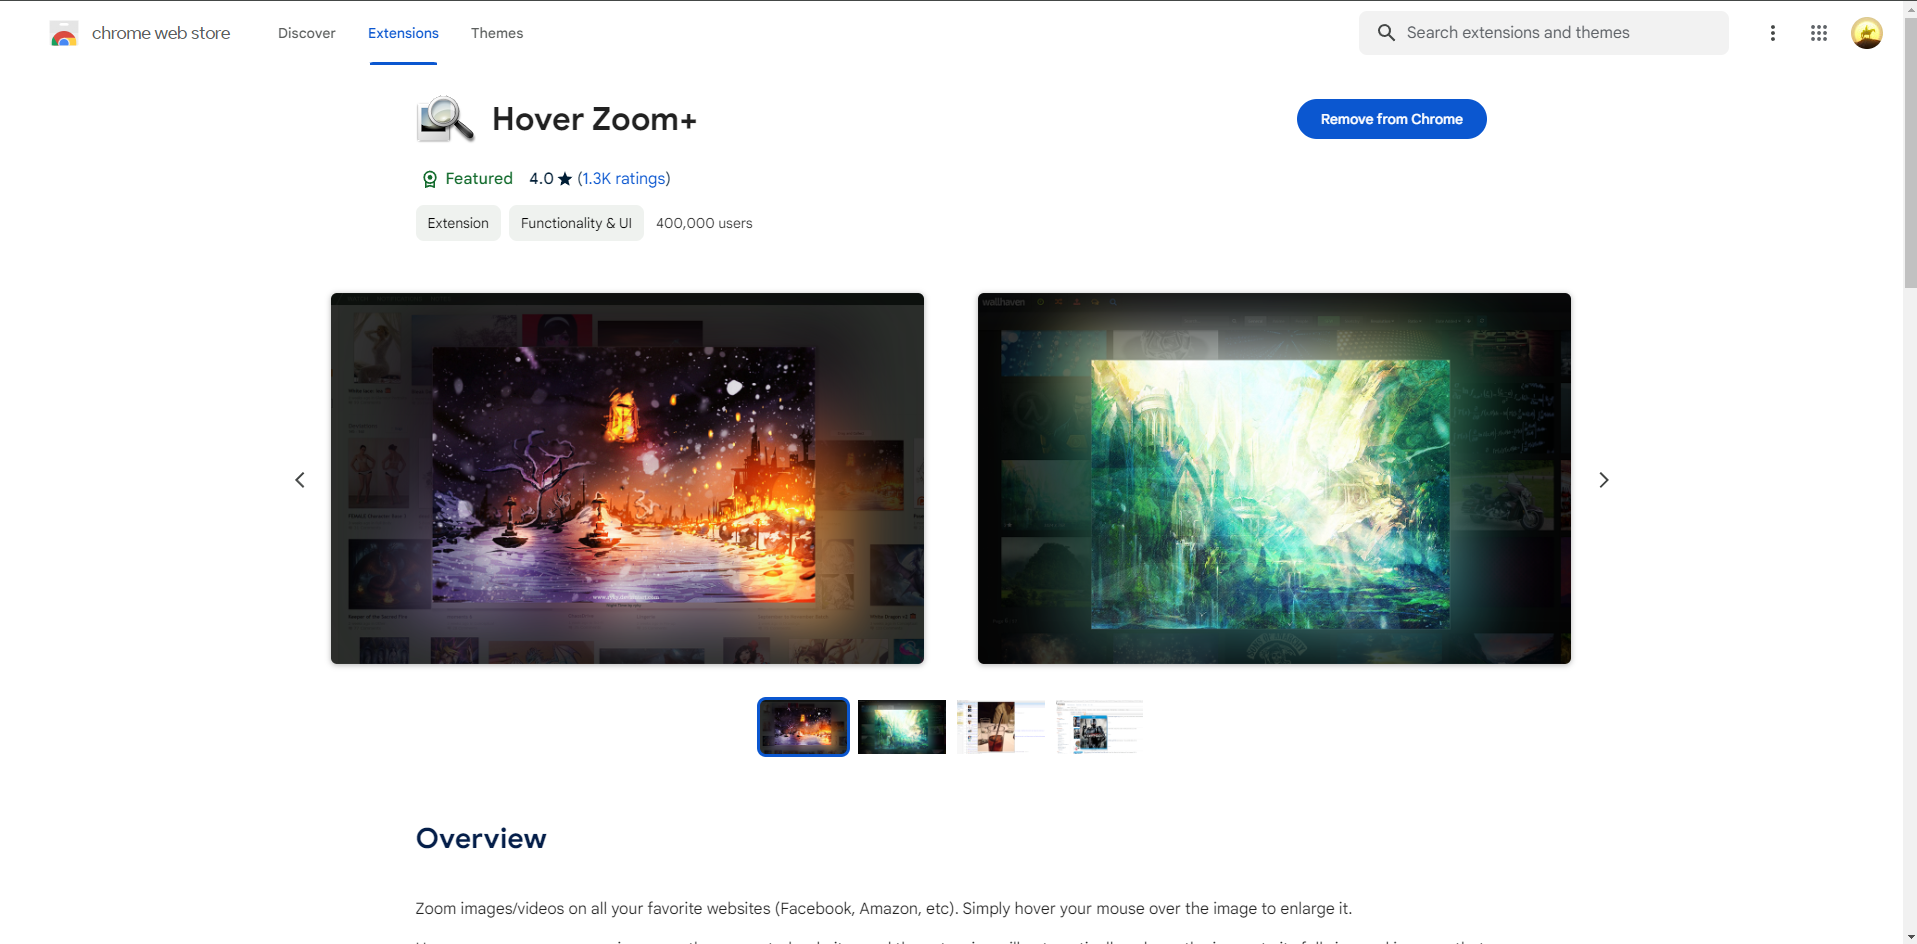 chrome web store
Discover
Extensions
Themes
Search extensions and themes
Hover Zoom+
Remove from Chrome
Featured 4.0 ★ (1.3K ratings)
Extension
Functionality & UI
400,000 users
wallhaven
Overview
Zoom images/videos on all your favorite websites (Facebook, Amazon, etc). Simply hover your mouse over the image to enlarge it.